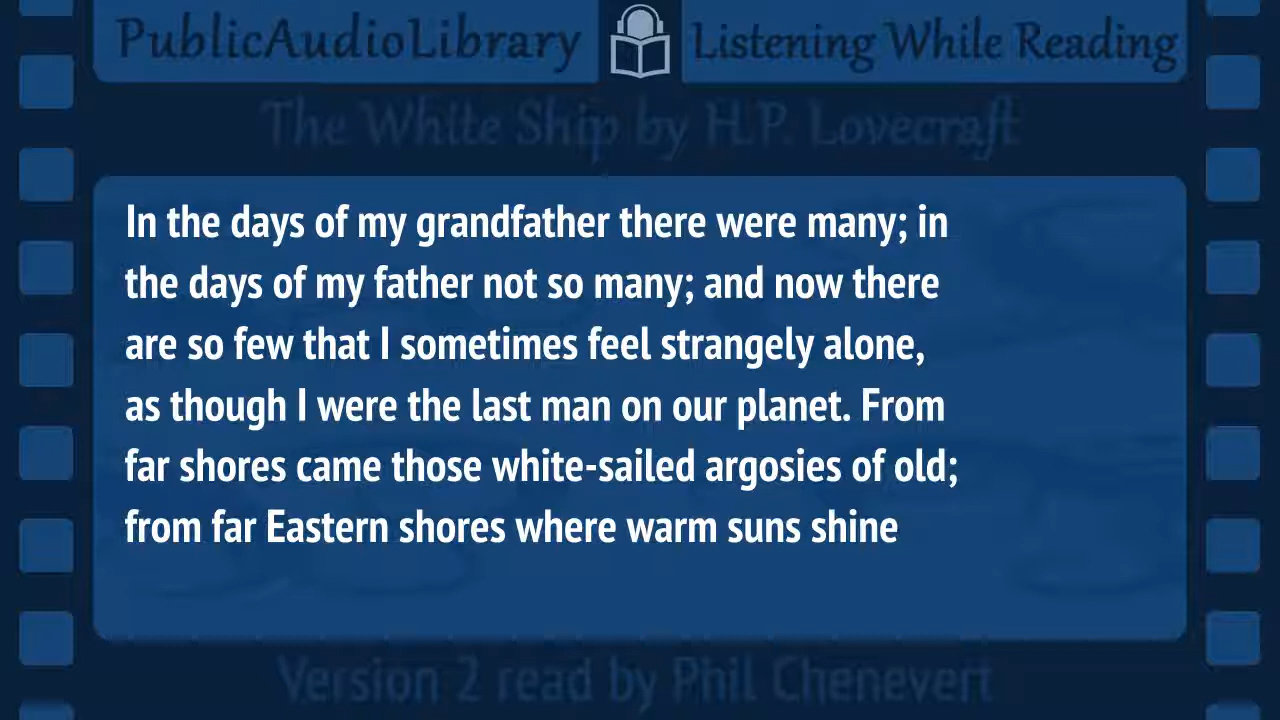 PublicAudioLibrary Listening While Reading
The White Ship by H.P. Lovecraft
In the days of my grandfather there were many; in
the days of my father not so many; and now there
are so few that I sometimes feel strangely alone,
as though I were the last man on our planet. From
far shores came those white-sailed argosies of old;
from far Eastern shores where warm suns shine
Version 2 read by Phil Chenevert